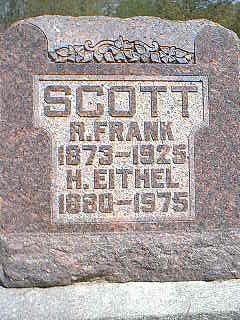 SCOTT
R. FRANK
1873–1925
H. EITHEL
1880–1975